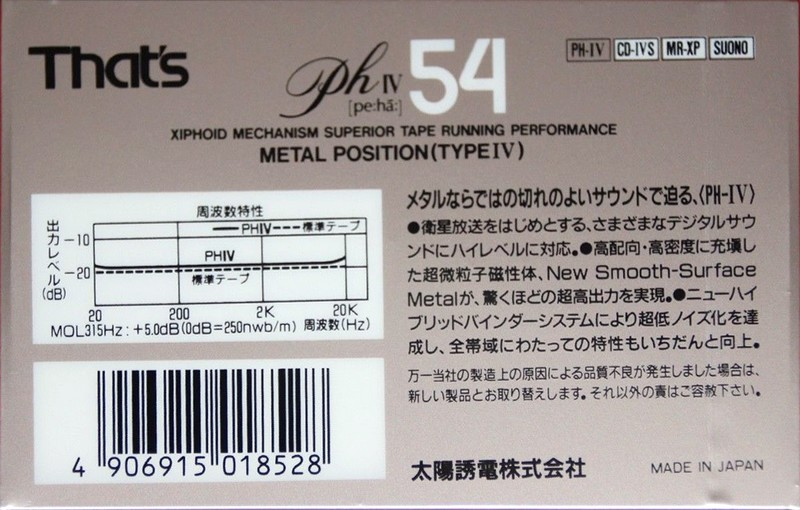 That's
Ph IV 54
[pe:hã:]
PH-IV CD-IVS MR-XP SUONO
XIPHOID MECHANISM SUPERIOR TAPE RUNNING PERFORMANCE
METAL POSITION(TYPEIV)
周波数特性
PHIV 標準テープ
出力レベル(dB)
-10
PHIV
-20
標準テープ
20 200 2K 20K
MOL315Hz:+5.0dB(0dB=250nwb/m) 周波数(Hz)
メタルならではの切れのよいサウンドで迫る、〈PH-IV〉
●衛星放送をはじめとする、さまざまなデジタルサウ
ンドにハイレベルに対応。●高配向・高密度に充塡し
た超微粒子磁性体、New Smooth-Surface
Metalが、驚くほどの超高出力を実現。●ニューハイ
ブリッドバインダーシステムにより超低ノイズ化を達
成し、全帯域にわたっての特性もいちだんと向上。
万一当社の製造上の原因による品質不良が発生しました場合は、
新しい製品とお取り替えします。それ以外の責はご容赦下さい。
4 906915 018528
太陽誘電株式会社
MADE IN JAPAN